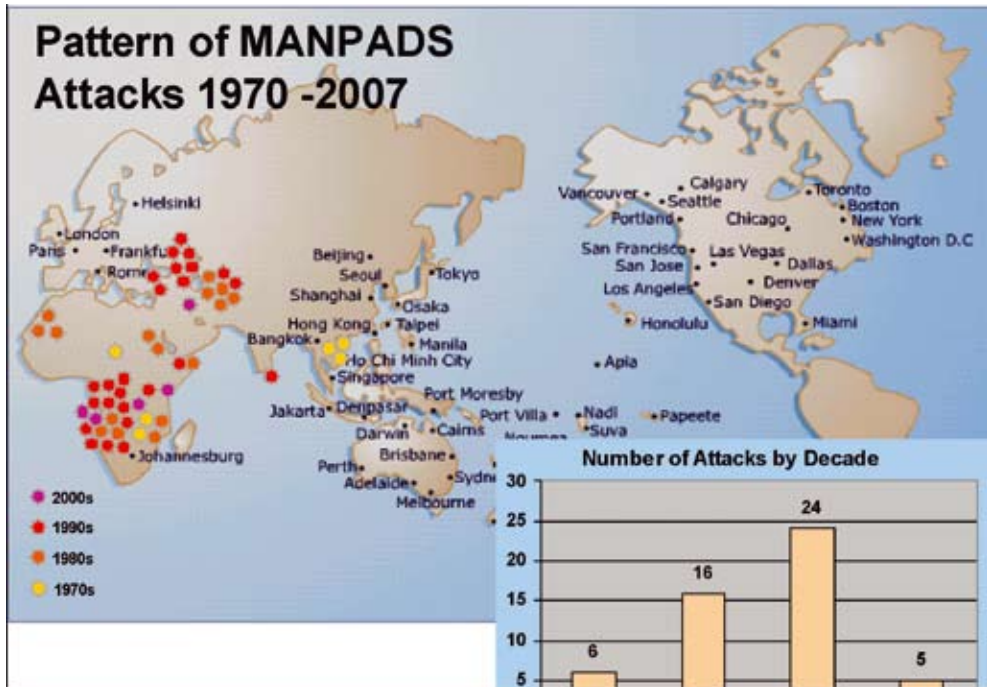 Pattern of MANPADS
Attacks 1970 -2007
Helsinki
London
Paris
Frankfu
Rome
Beijing
Seoul
Tokyo
Shanghai
Osaka
Hong Kong
Taipei
Bangkok
Manila
Ho Chi Minh City
Singapore
Port Moresby
Jakarta
Denpasar
Port Villa
Nadi
Papeete
Suva
Darwin
Cairns
Noumea
Brisbane
Perth
Sydne
Adelaide
Melbourne
Johannesburg
Vancouver
Calgary
Seattle
Toronto
Boston
Portland
Chicago
New York
Washington D.C
San Francisco
Las Vegas
San Jose
Dallas
Los Angeles
Denver
San Diego
Honolulu
Miami
Apia
2000s
1990s
1980s
1970s
Number of Attacks by Decade
30
25
20
15
10
5
6
16
24
5